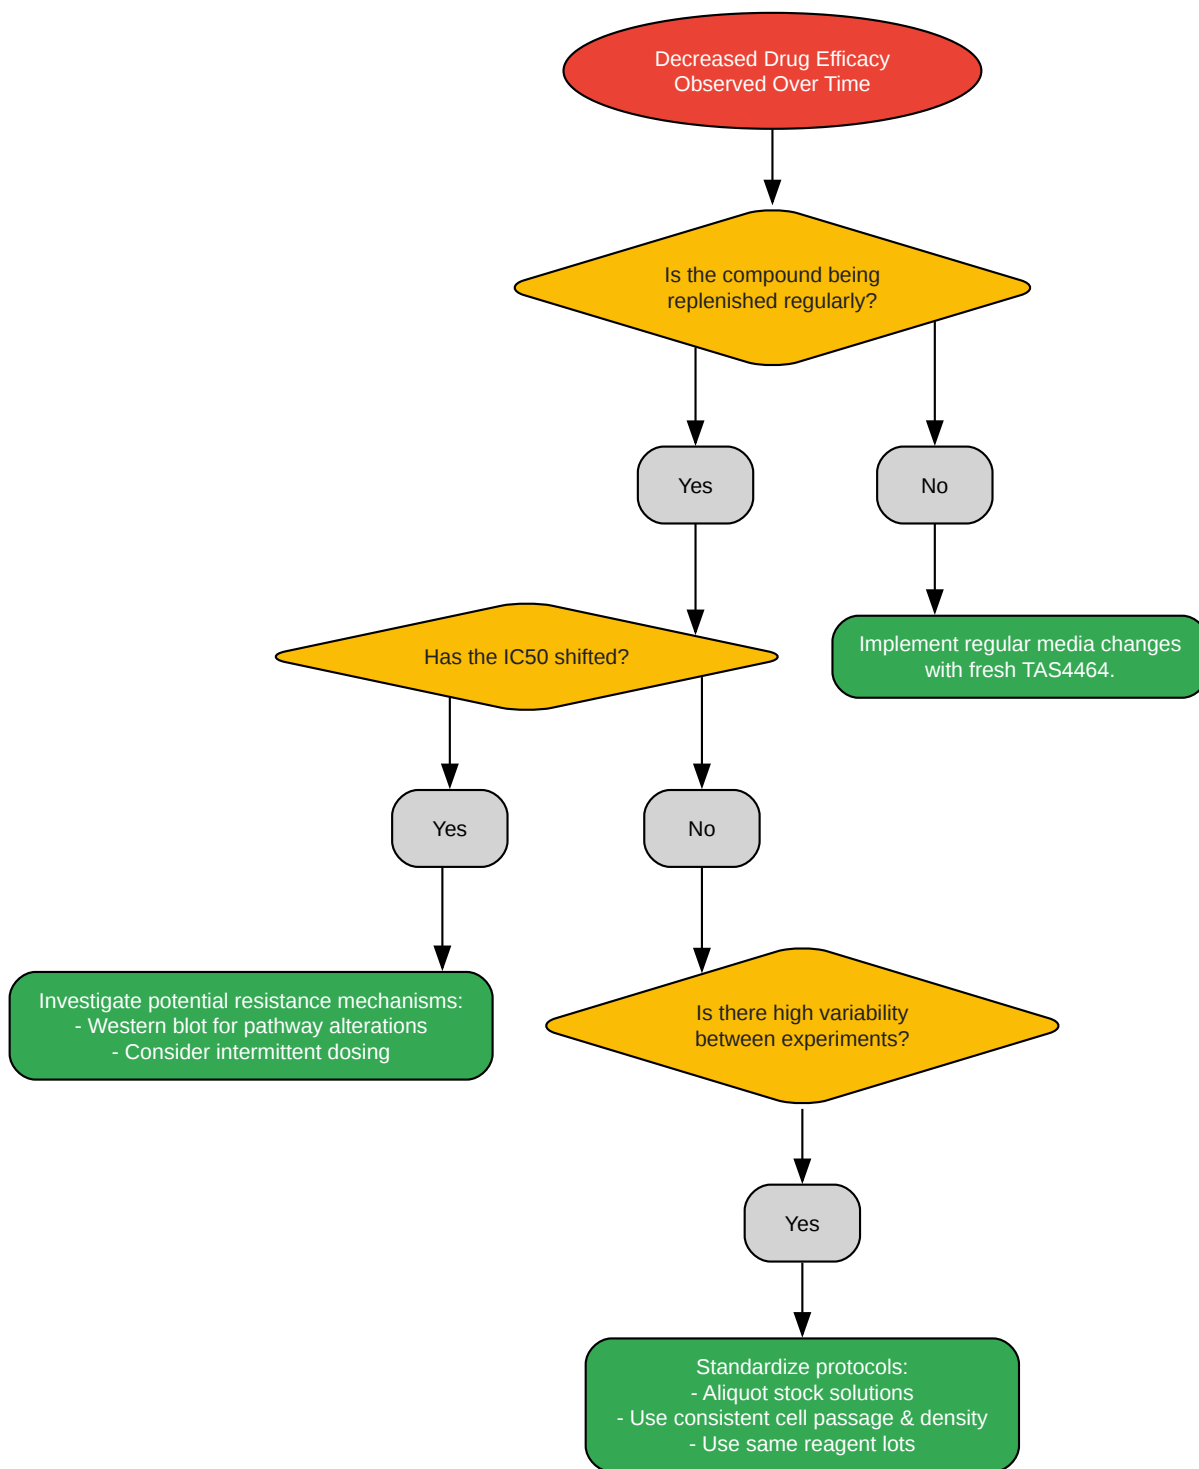 Decreased Drug Efficacy
Observed Over Time
Is the compound being
replenished regularly?
Yes
No
Implement regular media changes
with fresh TAS4464.
Has the IC50 shifted?
Yes
No
Investigate potential resistance mechanisms:
- Western blot for pathway alterations
- Consider intermittent dosing
Is there high variability
between experiments?
Yes
Standardize protocols:
- Aliquot stock solutions
- Use consistent cell passage & density
- Use same reagent lots